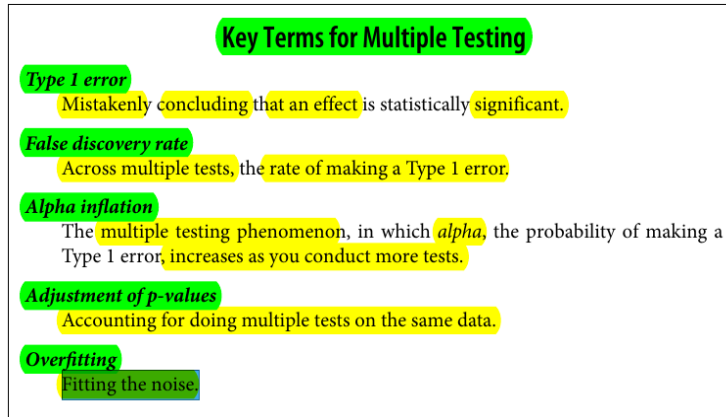 Key Terms for Multiple Testing
Type 1 error
Mistakenly concluding that an effect is statistically significant.
False discovery rate
Across multiple tests, the rate of making a Type 1 error.
Alpha inflation
The multiple testing phenomenon, in which alpha, the probability of making a
Type 1 error, increases as you conduct more tests.
Adjustment of p-values
Accounting for doing multiple tests on the same data.
Overfitting
Fitting the noise.